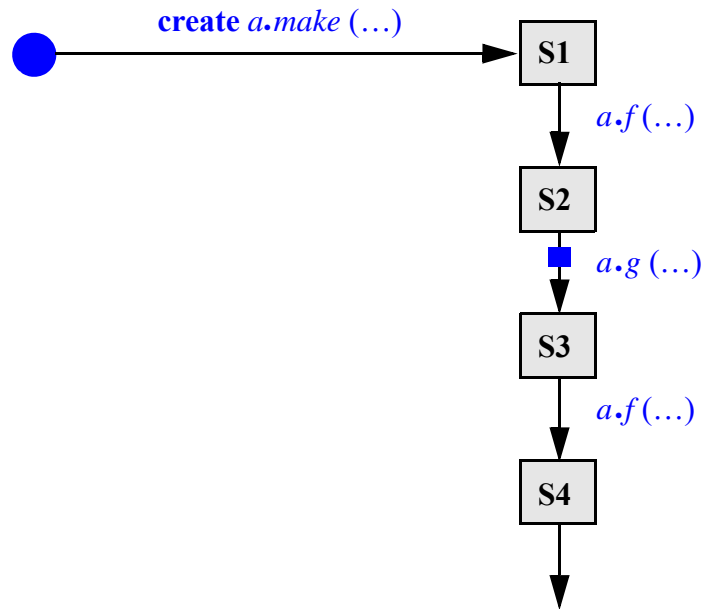 create a.make (…)
S1
a.f (…)
S2
a.g (…)
S3
a.f (…)
S4